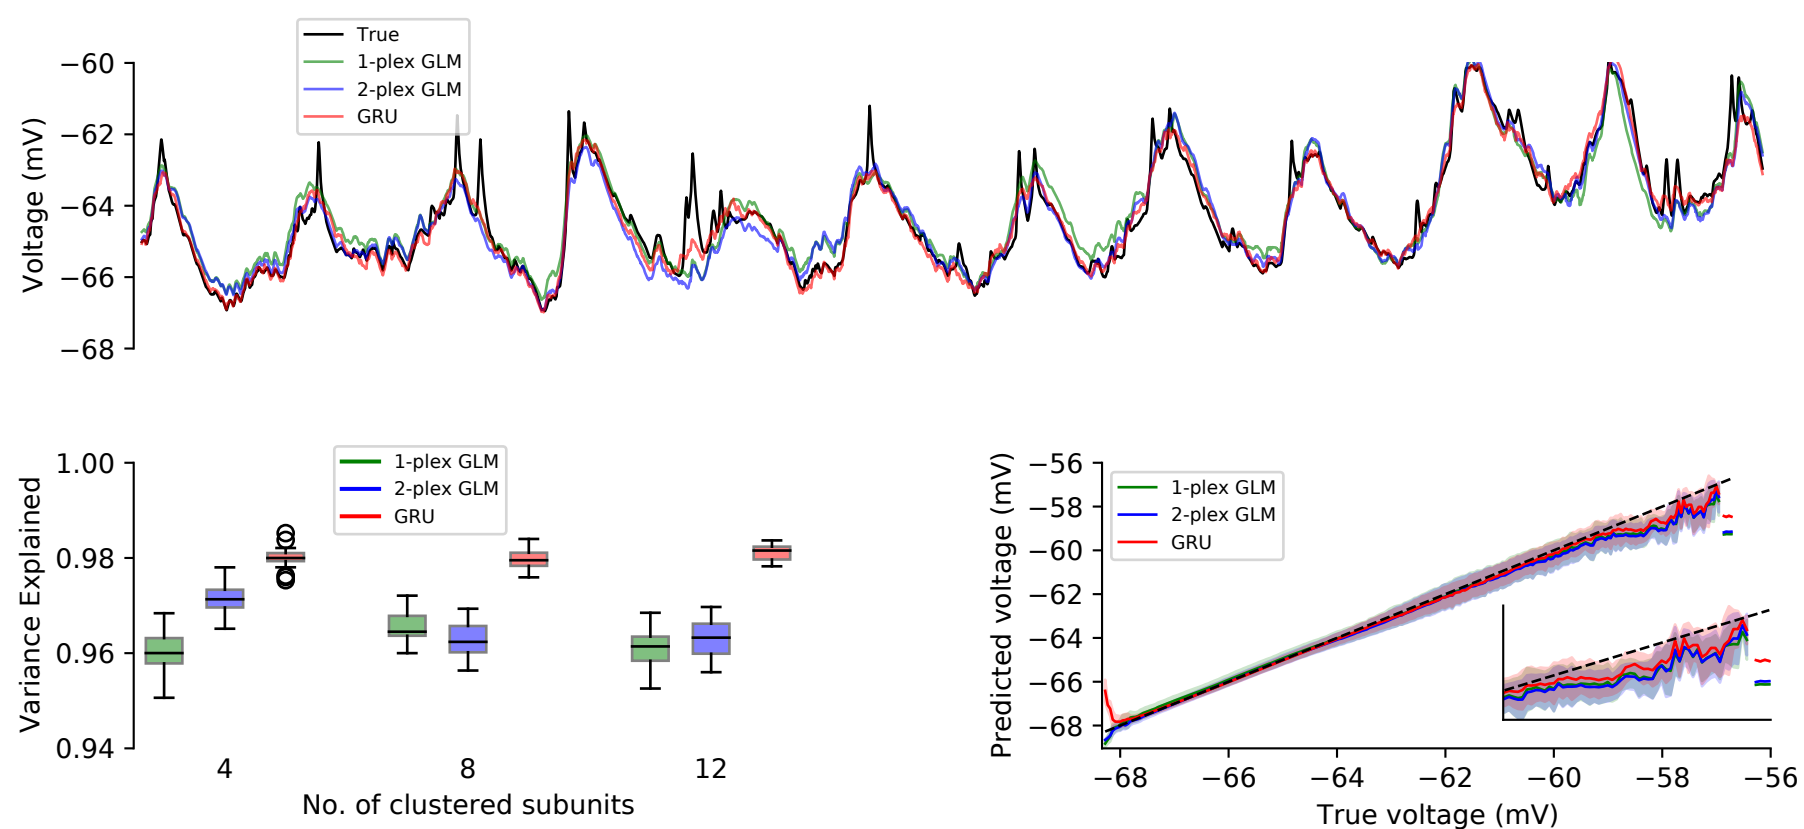 True
1-plex GLM
2-plex GLM
GRU
Voltage (mV)
−60
−62
−64
−66
−68
1-plex GLM
2-plex GLM
GRU
Variance Explained
1.00
0.98
0.96
0.94
4 8 12
No. of clustered subunits
1-plex GLM
2-plex GLM
GRU
Predicted voltage (mV)
−56
−58
−60
−62
−64
−66
−68
−68 −66 −64 −62 −60 −58 −56
True voltage (mV)